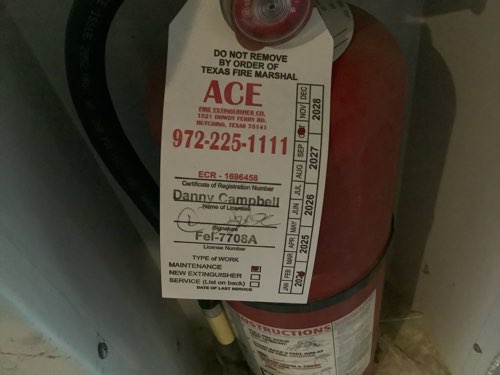 DO NOT REMOVE
BY ORDER OF
TEXAS FIRE MARSHAL
ACE
FIRE EXTINGUISHER CO.
1521 DOWDY FERRY RD.
HUTCHINS, TEXAS 75141
972-225-1111
ECR - 1696458
Certificate of Registration Number
Danny Campbell
Name of Licensee
Signature
Fel-7708A
License Number
TYPE OF WORK
MAINTENANCE
NEW EXTINGUISHER
SERVICE (List on back)
DATE OF LAST SERVICE
JAN FEB MAR APR MAY JUN JUL AUG SEP NOV DEC
2025 2026 2027 2028
INSTRUCTIONS